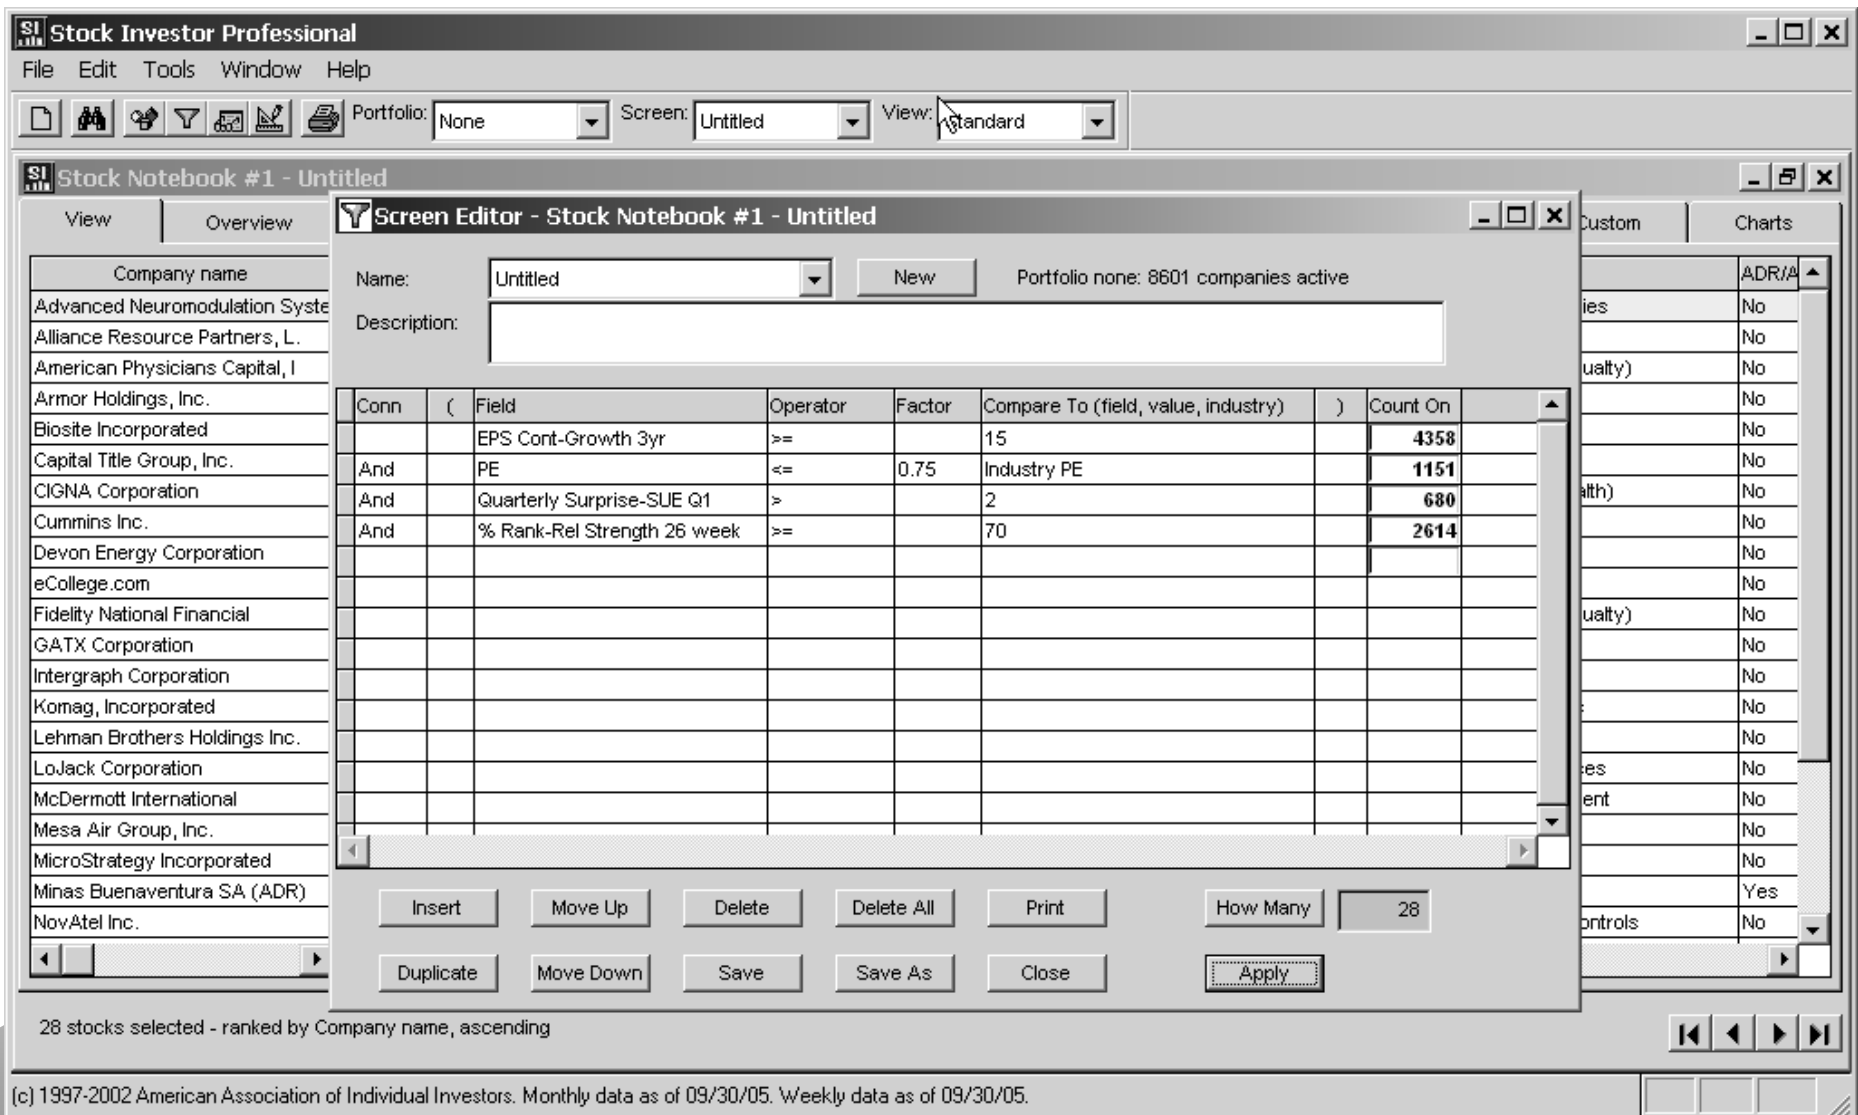 Stock Investor Professional
File Edit Tools Window Help
Portfolio: None Screen: Untitled View: Standard
Stock Notebook #1 - Untitled
View Overview Custom Charts
Screen Editor - Stock Notebook #1 - Untitled
Name: Untitled New Portfolio none: 8601 companies active
Description:
Conn ( Field Operator Factor Compare To (field, value, industry) ) Count On
EPS Cont-Growth 3yr >= 15 4358
And PE <= 0.75 Industry PE 1151
And Quarterly Surprise-SUE Q1 > 2 680
And % Rank-Rel Strength 26 week >= 70 2614
Insert Move Up Delete Delete All Print How Many 28
Duplicate Move Down Save Save As Close Apply
Company name ADR/A
Advanced Neuromodulation Syste ies No
Alliance Resource Partners, L. No
American Physicians Capital, I ualty) No
Armor Holdings, Inc. No
Biosite Incorporated No
Capital Title Group, Inc. No
CIGNA Corporation alth) No
Cummins Inc. No
Devon Energy Corporation No
eCollege.com No
Fidelity National Financial ualty) No
GATX Corporation No
Intergraph Corporation No
Komag, Incorporated No
Lehman Brothers Holdings Inc. No
LoJack Corporation ces No
McDermott International ent No
Mesa Air Group, Inc. No
MicroStrategy Incorporated No
Minas Buenaventura SA (ADR) Yes
NovAtel Inc. ontrols No
28 stocks selected - ranked by Company name, ascending
(c) 1997-2002 American Association of Individual Investors. Monthly data as of 09/30/05. Weekly data as of 09/30/05.